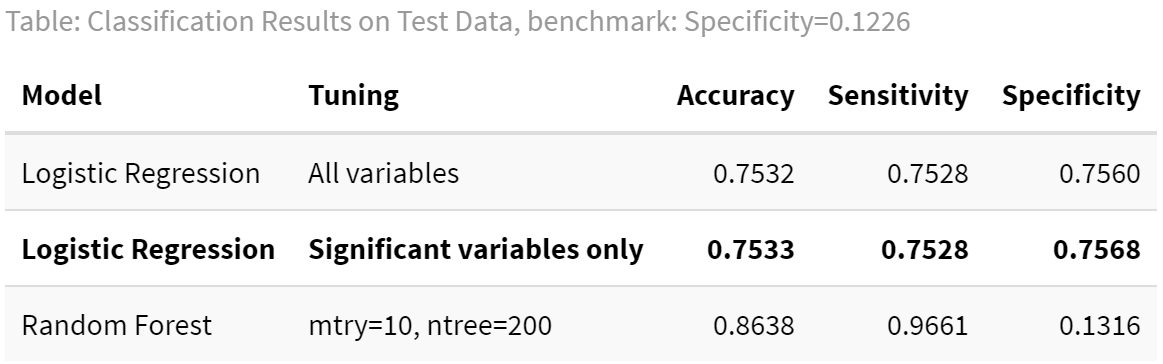 Table: Classification Results on Test Data, benchmark: Specificity=0.1226
Model Tuning Accuracy Sensitivity Specificity
Logistic Regression All variables 0.7532 0.7528 0.7560
Logistic Regression Significant variables only 0.7533 0.7528 0.7568
Random Forest mtry=10, ntree=200 0.8638 0.9661 0.1316